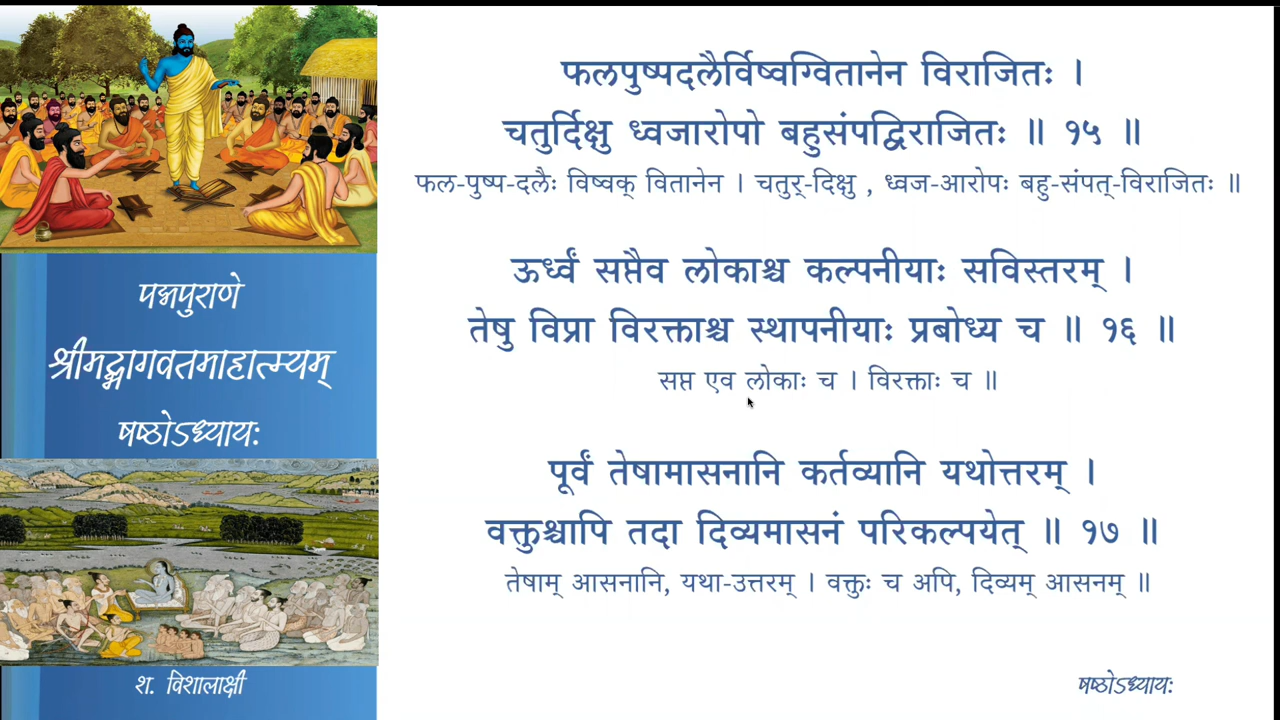 फलपुष्पदलैर्विष्वग्वितानेन विराजितः ।
चतुर्दिक्षु ध्वजारोपो बहुसंपद्विराजितः ॥ १५ ॥
फल-पुष्प-दलैः विष्वक् वितानेन । चतुर्-दिक्षु , ध्वज-आरोपः बहु-संपत्-विराजितः ॥
ऊर्ध्वं सप्तैव लोकाश्च कल्पनीयाः सविस्तरम् ।
तेषु विप्रा विरक्ताश्च स्थापनीयाः प्रबोध्य च ॥ १६ ॥
सप्त एव लोकाः च । विरक्ताः च ॥
पूर्वं तेषामासनानि कर्तव्यानि यथोत्तरम् ।
वक्तुश्चापि तदा दिव्यमासनं परिकल्पयेत् ॥ १७ ॥
तेषाम् आसनानि, यथा-उत्तरम् । वक्तुः च अपि, दिव्यम् आसनम् ॥
षष्ठोऽध्यायः
पद्मपुराणे
श्रीमद्भागवतमाहात्म्यम्
षष्ठोऽध्यायः
श. विशालाक्षी